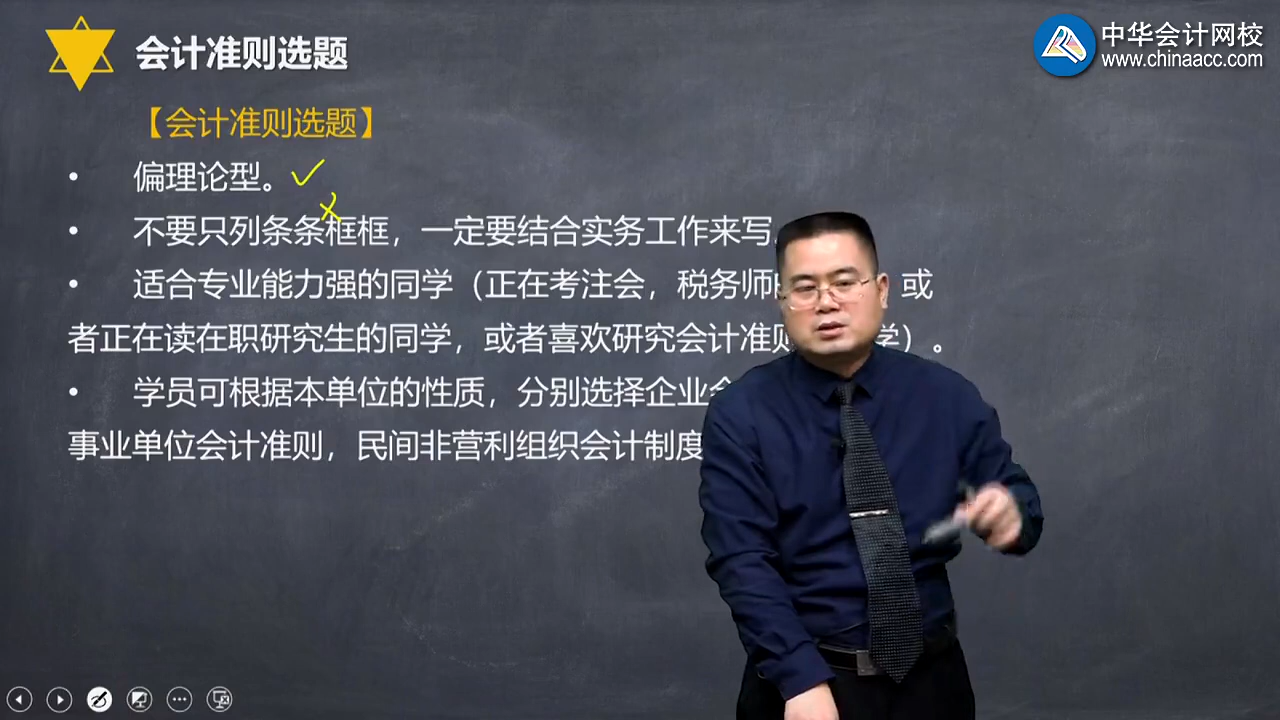 会计准则选题
中华会计网校
www.chinaacc.com
【会计准则选题】
• 偏理论型。
• 不要只列条条框框，一定要结合实务工作来写
• 适合专业能力强的同学（正在考注会，税务师 或
者正在读在职研究生的同学，或者喜欢研究会计准则 学）。
• 学员可根据本单位的性质，分别选择企业会
事业单位会计准则，民间非营利组织会计制度